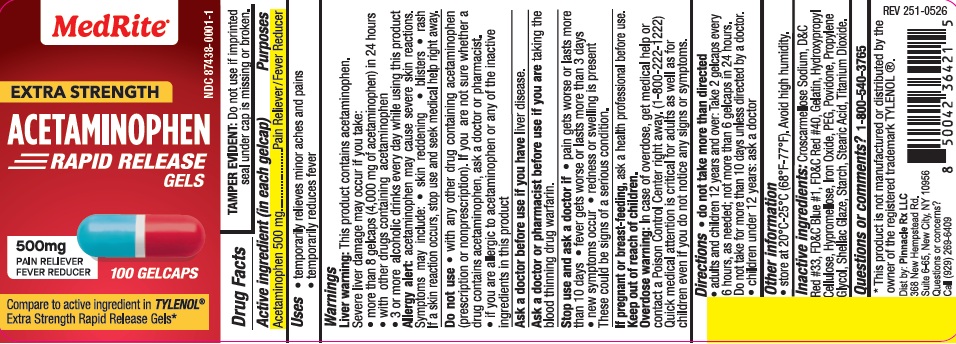 MedRite®
EXTRA STRENGTH
ACETAMINOPHEN
RAPID RELEASE
GELS
500mg
PAIN RELIEVER
FEVER REDUCER
100 GELCAPS
Compare to active ingredient in TYLENOL®
Extra Strength Rapid Release Gels*
NDC 87438-0001-1
TAMPER EVIDENT: Do not use if imprinted
seal under cap is missing or broken.
Drug Facts
Active ingredient (in each gelcap) Purposes
Acetaminophen 500 mg..........................Pain Reliever/Fever Reducer
Uses • temporarily relieves minor aches and pains
• temporarily reduces fever
Warnings
Liver warning: This product contains acetaminophen.
Severe liver damage may occur if you take:
• more than 8 gelcaps (4,000 mg of acetaminophen) in 24 hours
• with other drugs containing acetaminophen
• 3 or more alcoholic drinks every day while using this product
Allergy alert: acetaminophen may cause severe skin reactions.
Symptoms may include: • skin reddening • blisters • rash
If a skin reaction occurs, stop use and seek medical help right away.
Do not use • with any other drug containing acetaminophen
(prescription or nonprescription). If you are not sure whether a
drug contains acetaminophen, ask a doctor or pharmacist.
• if you are allergic to acetaminophen or any of the inactive
ingredients in this product
Ask a doctor before use if you have liver disease.
Ask a doctor or pharmacist before use if you are taking the
blood thinning drug warfarin.
Stop use and ask a doctor if • pain gets worse or lasts more
than 10 days • fever gets worse or lasts more than 3 days
• new symptoms occur • redness or swelling is present
These could be signs of a serious condition.
If pregnant or breast-feeding, ask a health professional before use.
Keep out of reach of children.
Overdose warning: In case of overdose, get medical help or
contact a Poison Control Center right away. (1-800-222-1222)
Quick medical attention is critical for adults as well as for
children even if you do not notice any signs or symptoms.
Directions • do not take more than directed
• adults and children 12 years and over: Take 2 gelcaps every
6 hours as needed, not more than 6 gelcaps in 24 hours.
Do not take for more than 10 days unless directed by a doctor.
• children under 12 years: ask a doctor
Other information
• store at 20°C-25°C (68°F-77°F), Avoid high humidity.
Inactive ingredients: Croscarmellose Sodium, D&C
Red #33, FD&C Blue #1, FD&C Red #40, Gelatin, Hydroxypropyl
Cellulose, Hypromellose, Iron Oxide, PEG, Povidone, Propylene
Glycol, Shellac Glaze, Starch, Stearic Acid, Titanium Dioxide.
Questions or comments? 1-800-540-3765
* This product is not manufactured or distributed by the
owner of the registered trademark TYLENOL ®.
Dist by: Pinnacle Rx LLC
368 New Hempstead Rd,
Suite 6-65, New City, NY 10956
Questions or concerns?
Call (929) 269-6409
REV 251-0526
8 50042 36421 5